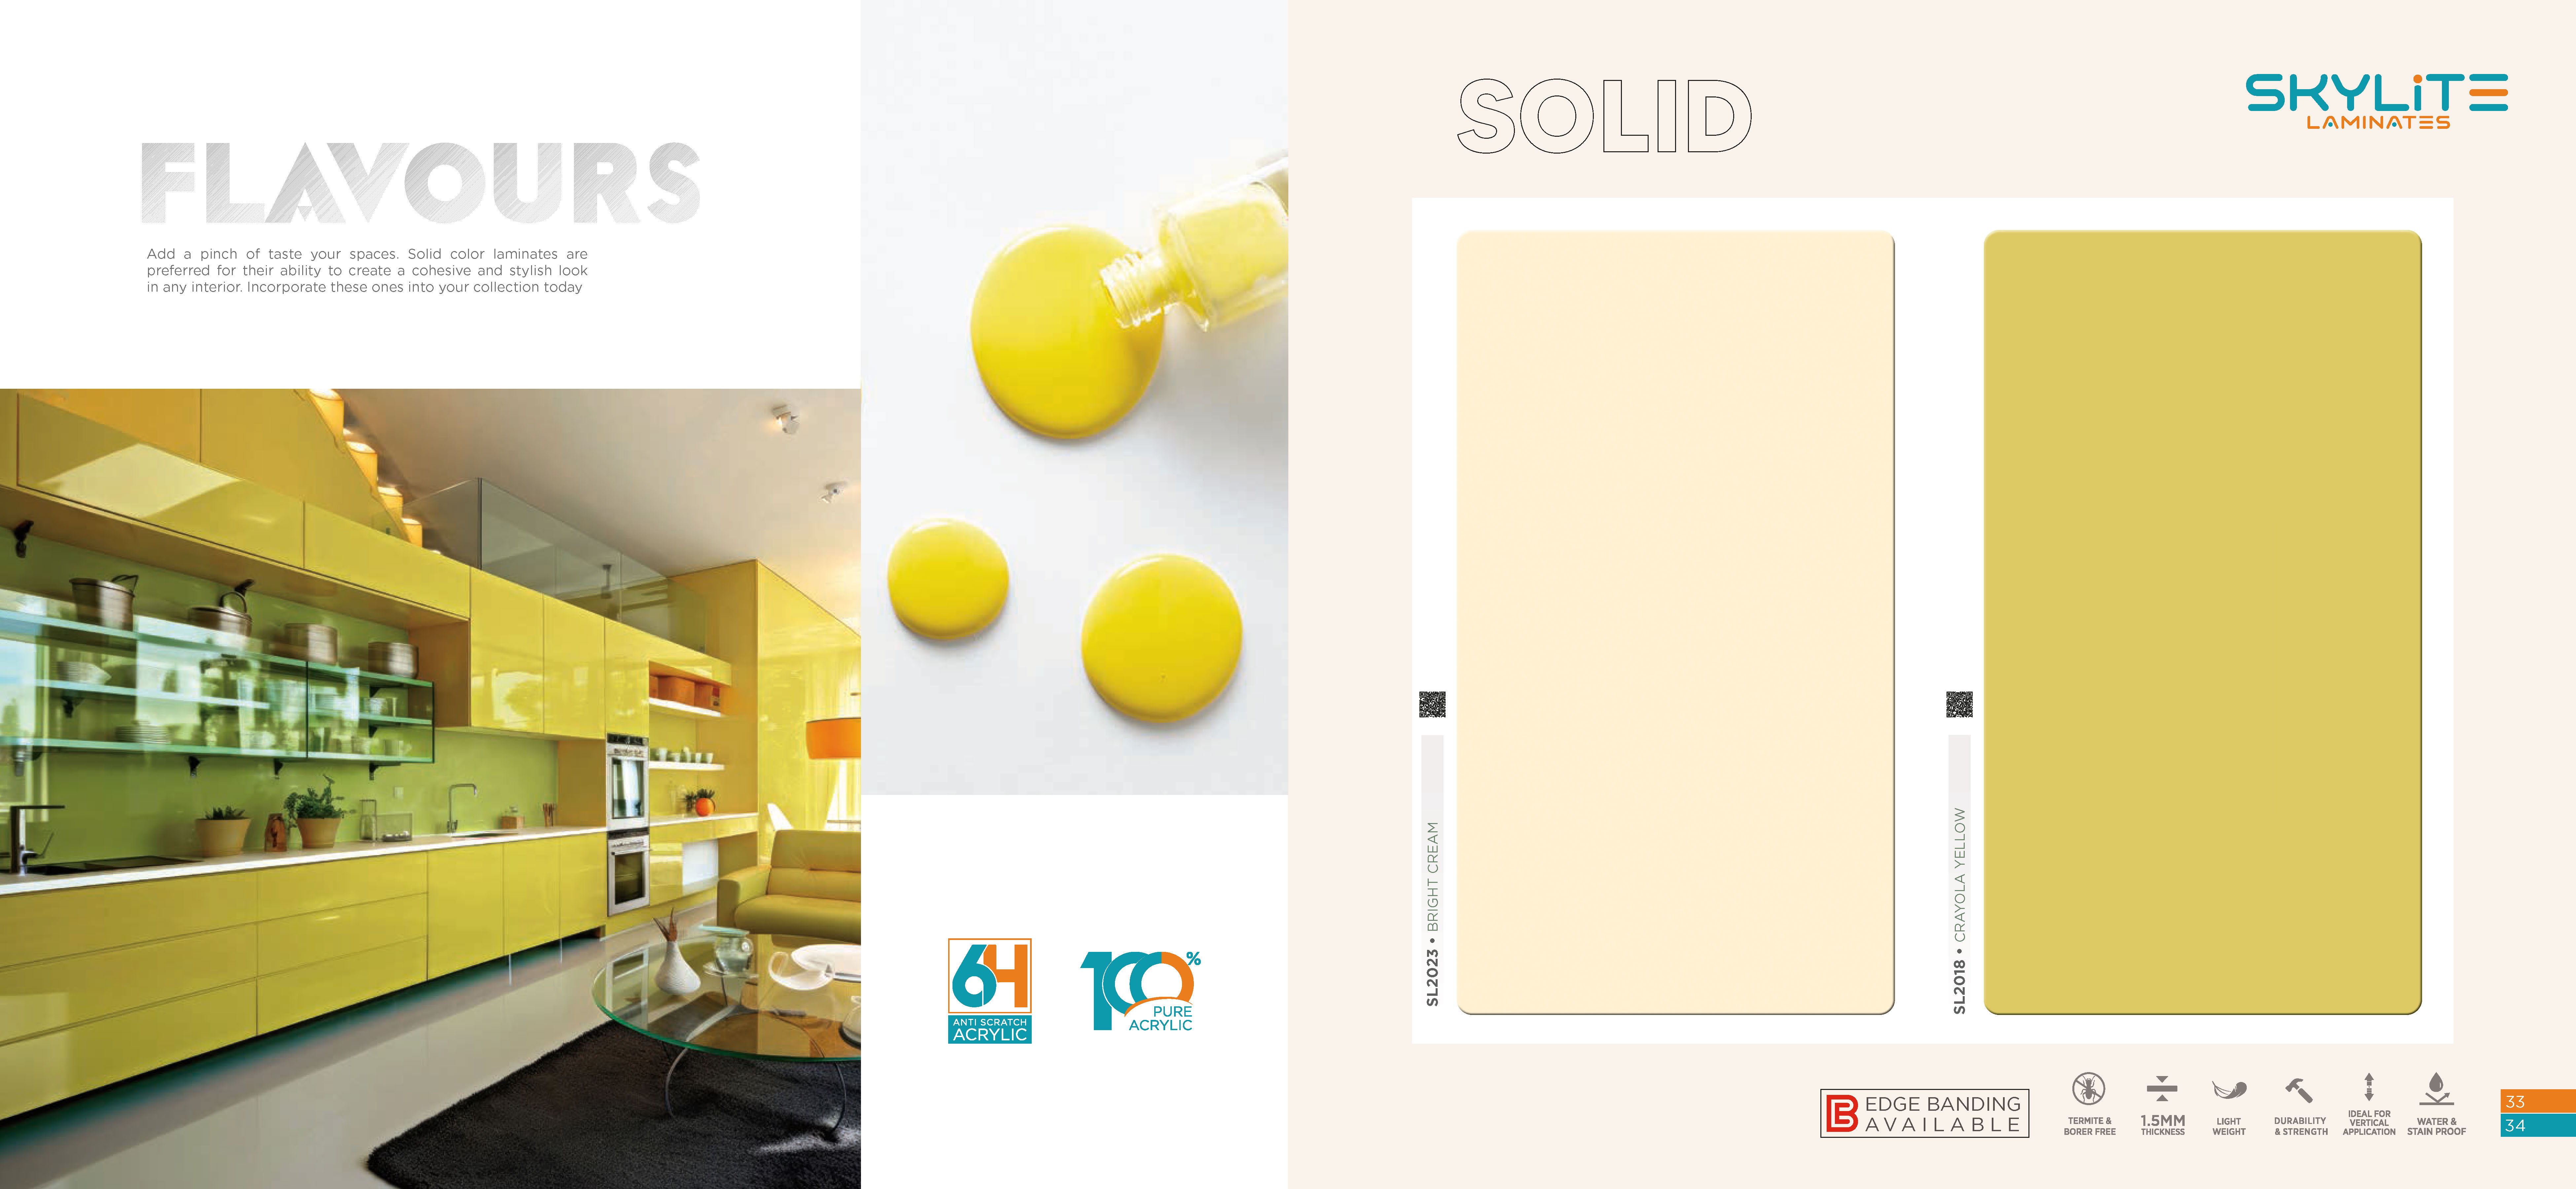 FLAVOURS
Add a pinch of taste your spaces. Solid color laminates are
preferred for their ability to create a cohesive and stylish look
in any interior. Incorporate these ones into your collection today
64
ANTI SCRATCH
ACRYLIC
100%
PURE
ACRYLIC
SOLID
SKYLiTE
LAMINATES
SL2023 • BRIGHT CREAM
SL2018 • CRAYOLA YELLOW
B EDGE BANDING
AVAILABLE
TERMITE &
BORER FREE
1.5MM
THICKNESS
LIGHT
WEIGHT
DURABILITY
& STRENGTH
IDEAL FOR
VERTICAL
APPLICATION
WATER &
STAIN PROOF
33
34